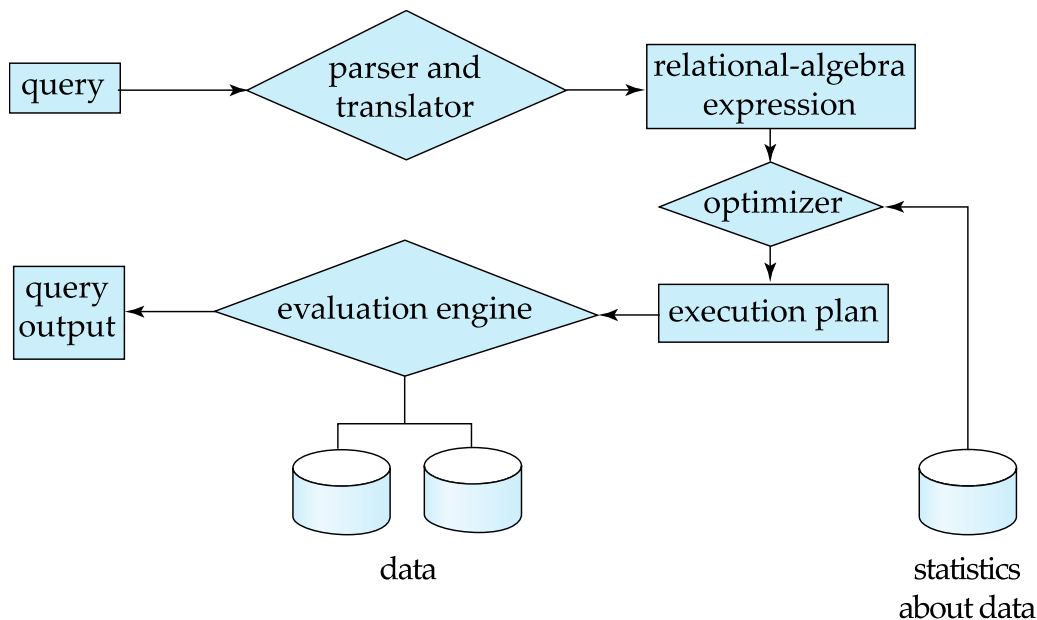 query
parser and
translator
relational-algebra
expression
optimizer
query
output
evaluation engine
execution plan
data
statistics
about data